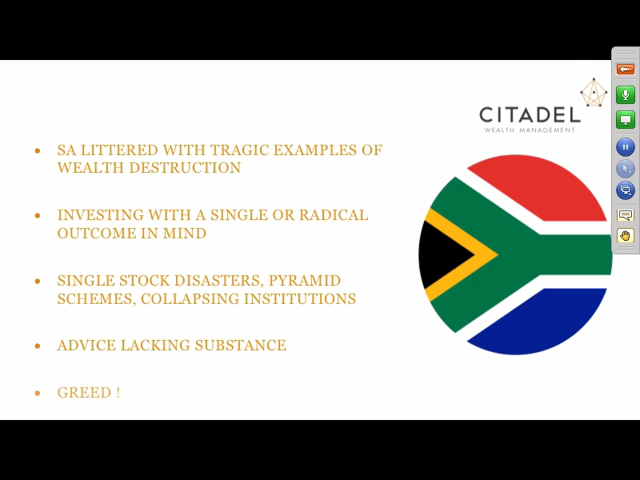 CITADEL
WEALTH MANAGEMENT
• SA LITTERED WITH TRAGIC EXAMPLES OF
WEALTH DESTRUCTION
• INVESTING WITH A SINGLE OR RADICAL
OUTCOME IN MIND
• SINGLE STOCK DISASTERS, PYRAMID
SCHEMES, COLLAPSING INSTITUTIONS
• ADVICE LACKING SUBSTANCE
• GREED !